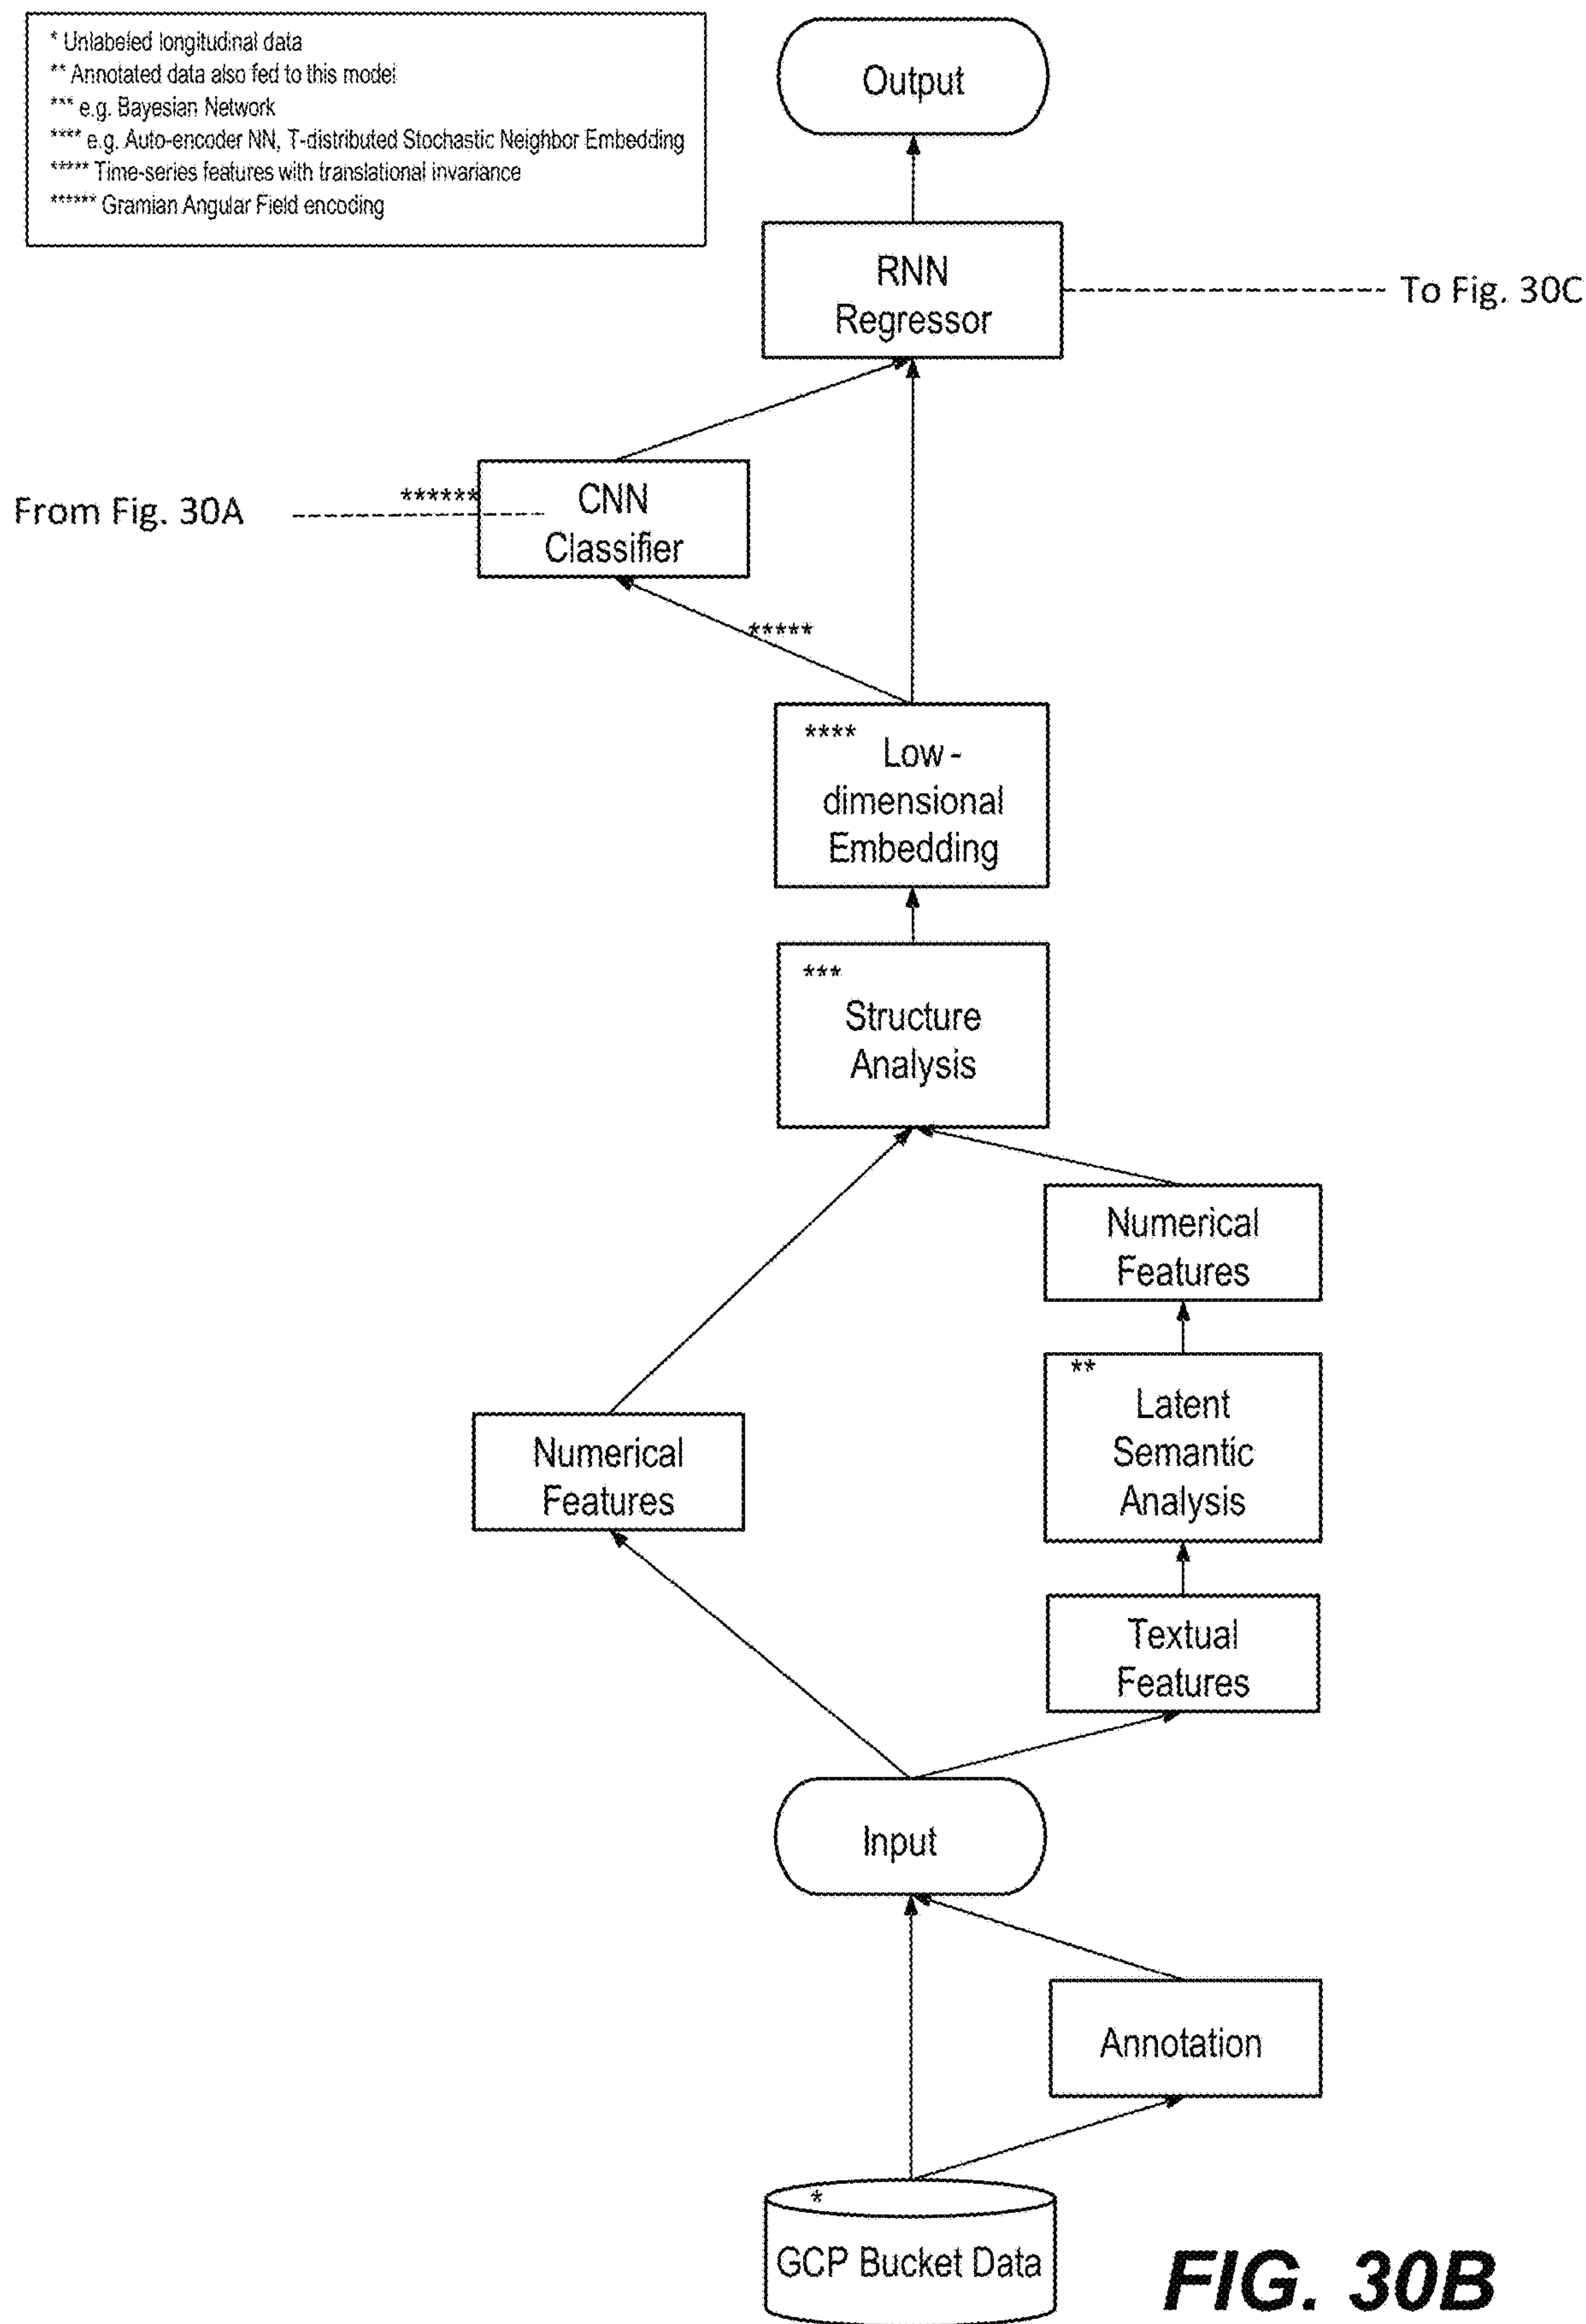 * Unlabeled longitudinal data
** Annotated data also fed to this model
*** e.g. Bayesian Network
**** e.g. Auto-encoder NN, T-distributed Stochastic Neighbor Embedding
***** Time-series features with translational invariance
****** Gramian Angular Field encoding
Output
RNN
Regressor
To Fig. 30C
From Fig. 30A
******
CNN
Classifier
*****
****
Low -
dimensional
Embedding
***
Structure
Analysis
Numerical
Features
**
Latent
Semantic
Analysis
Numerical
Features
Textual
Features
Input
Annotation
*
GCP Bucket Data
FIG. 30B